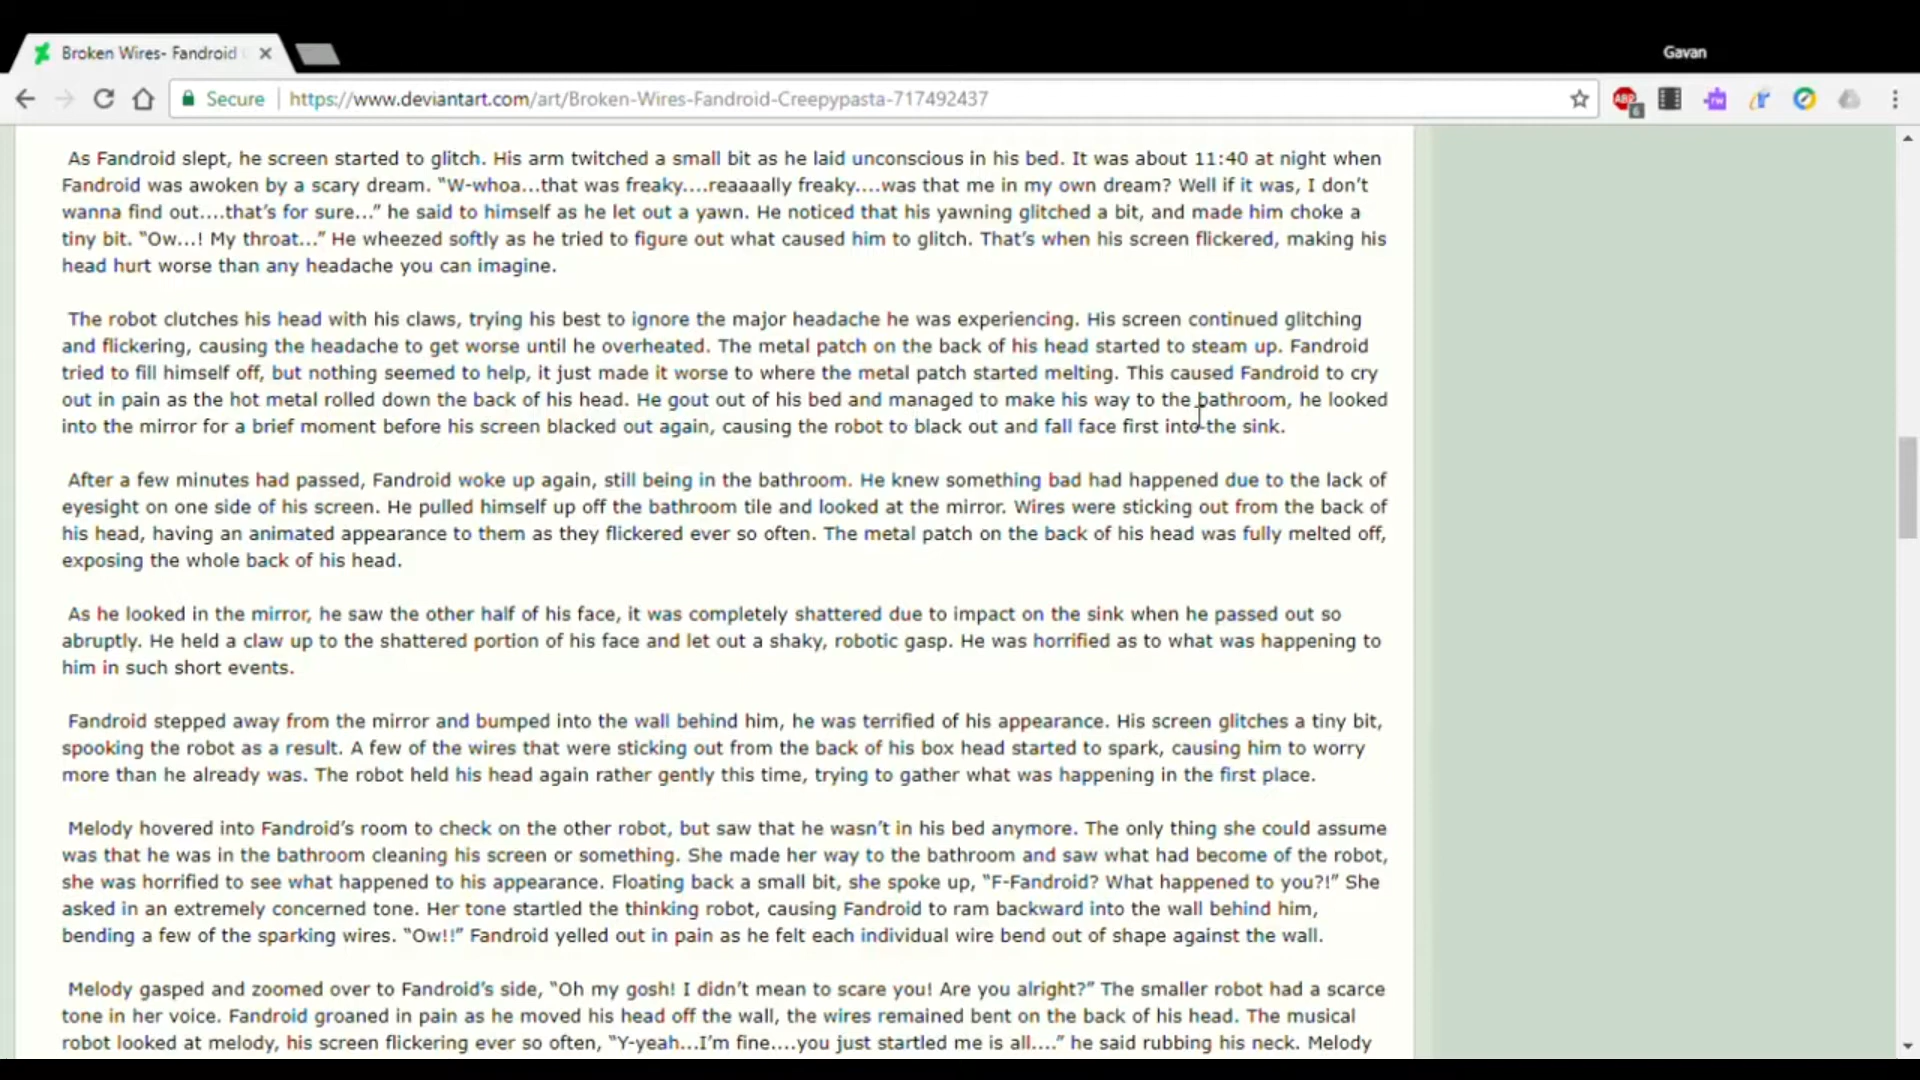 Broken Wires- Fandroid
Gavan
Secure
https://www.deviantart.com/art/Broken-Wires-Fandroid-Creepypasta-717492437
ABP
6
As Fandroid slept, he screen started to glitch. His arm twitched a small bit as he laid unconscious in his bed. It was about 11:40 at night when
Fandroid was awoken by a scary dream. “W-whoa...that was freaky....reaaaally freaky....was that me in my own dream? Well if it was, I don’t
wanna find out....that’s for sure...” he said to himself as he let out a yawn. He noticed that his yawning glitched a bit, and made him choke a
tiny bit. “Ow...! My throat...” He wheezed softly as he tried to figure out what caused him to glitch. That’s when his screen flickered, making his
head hurt worse than any headache you can imagine.
The robot clutches his head with his claws, trying his best to ignore the major headache he was experiencing. His screen continued glitching
and flickering, causing the headache to get worse until he overheated. The metal patch on the back of his head started to steam up. Fandroid
tried to fill himself off, but nothing seemed to help, it just made it worse to where the metal patch started melting. This caused Fandroid to cry
out in pain as the hot metal rolled down the back of his head. He gout out of his bed and managed to make his way to the bathroom, he looked
into the mirror for a brief moment before his screen blacked out again, causing the robot to black out and fall face first into the sink.
After a few minutes had passed, Fandroid woke up again, still being in the bathroom. He knew something bad had happened due to the lack of
eyesight on one side of his screen. He pulled himself up off the bathroom tile and looked at the mirror. Wires were sticking out from the back of
his head, having an animated appearance to them as they flickered ever so often. The metal patch on the back of his head was fully melted off,
exposing the whole back of his head.
As he looked in the mirror, he saw the other half of his face, it was completely shattered due to impact on the sink when he passed out so
abruptly. He held a claw up to the shattered portion of his face and let out a shaky, robotic gasp. He was horrified as to what was happening to
him in such short events.
Fandroid stepped away from the mirror and bumped into the wall behind him, he was terrified of his appearance. His screen glitches a tiny bit,
spooking the robot as a result. A few of the wires that were sticking out from the back of his box head started to spark, causing him to worry
more than he already was. The robot held his head again rather gently this time, trying to gather what was happening in the first place.
Melody hovered into Fandroid’s room to check on the other robot, but saw that he wasn’t in his bed anymore. The only thing she could assume
was that he was in the bathroom cleaning his screen or something. She made her way to the bathroom and saw what had become of the robot,
she was horrified to see what happened to his appearance. Floating back a small bit, she spoke up, “F-Fandroid? What happened to you?!” She
asked in an extremely concerned tone. Her tone startled the thinking robot, causing Fandroid to ram backward into the wall behind him,
bending a few of the sparking wires. “Ow!!” Fandroid yelled out in pain as he felt each individual wire bend out of shape against the wall.
Melody gasped and zoomed over to Fandroid’s side, “Oh my gosh! I didn’t mean to scare you! Are you alright?” The smaller robot had a scarce
tone in her voice. Fandroid groaned in pain as he moved his head off the wall, the wires remained bent on the back of his head. The musical
robot looked at melody, his screen flickering ever so often, “Y-yeah...I’m fine....you just startled me is all....” he said rubbing his neck. Melody